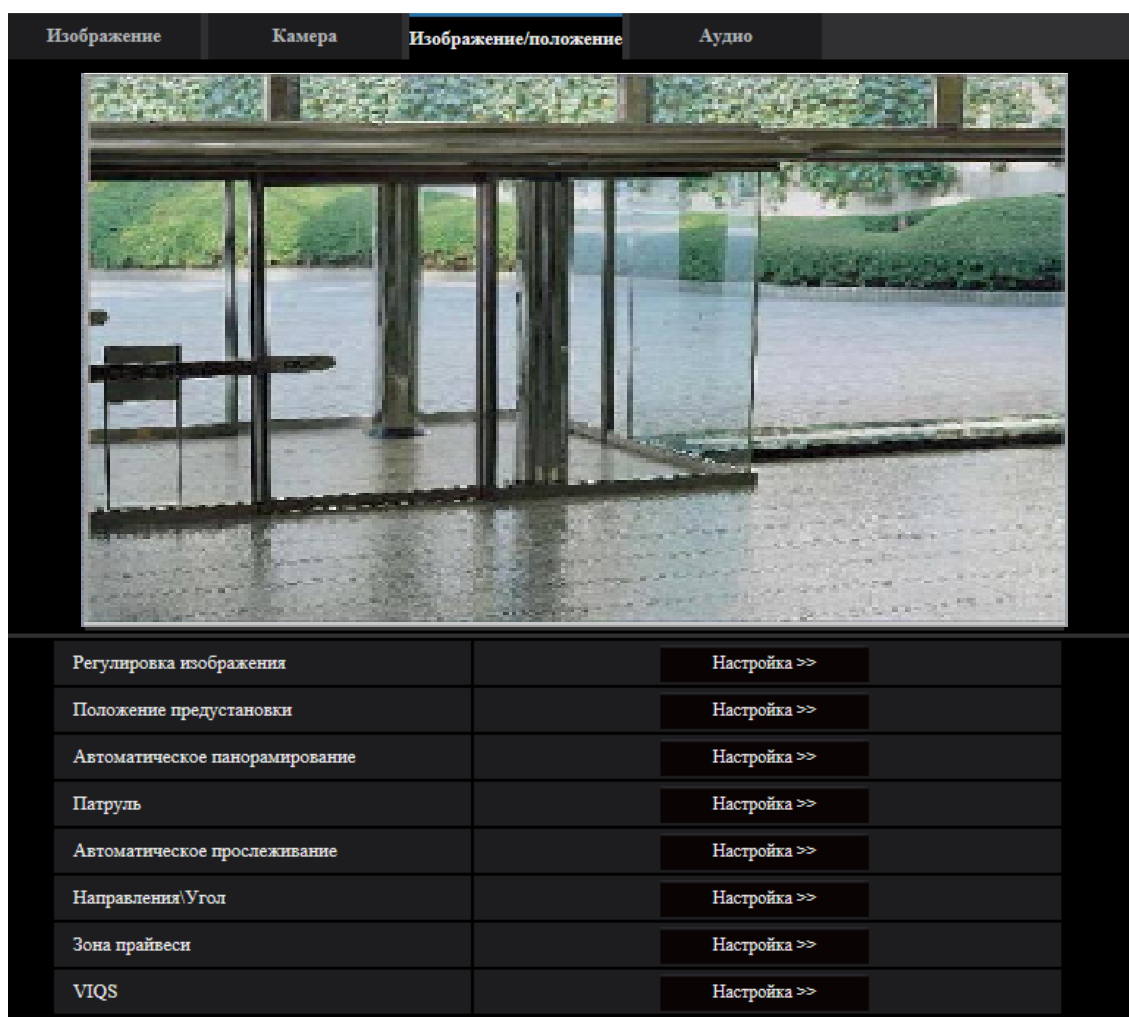 Изображение Камера Изображение/положение Аудио
Регулировка изображения Настройка >>
Положение предустановки Настройка >>
Автоматическое панорамирование Настройка >>
Патруль Настройка >>
Автоматическое прослеживание Настройка >>
Направления\Угол Настройка >>
Зона прайвеси Настройка >>
VIQS Настройка >>